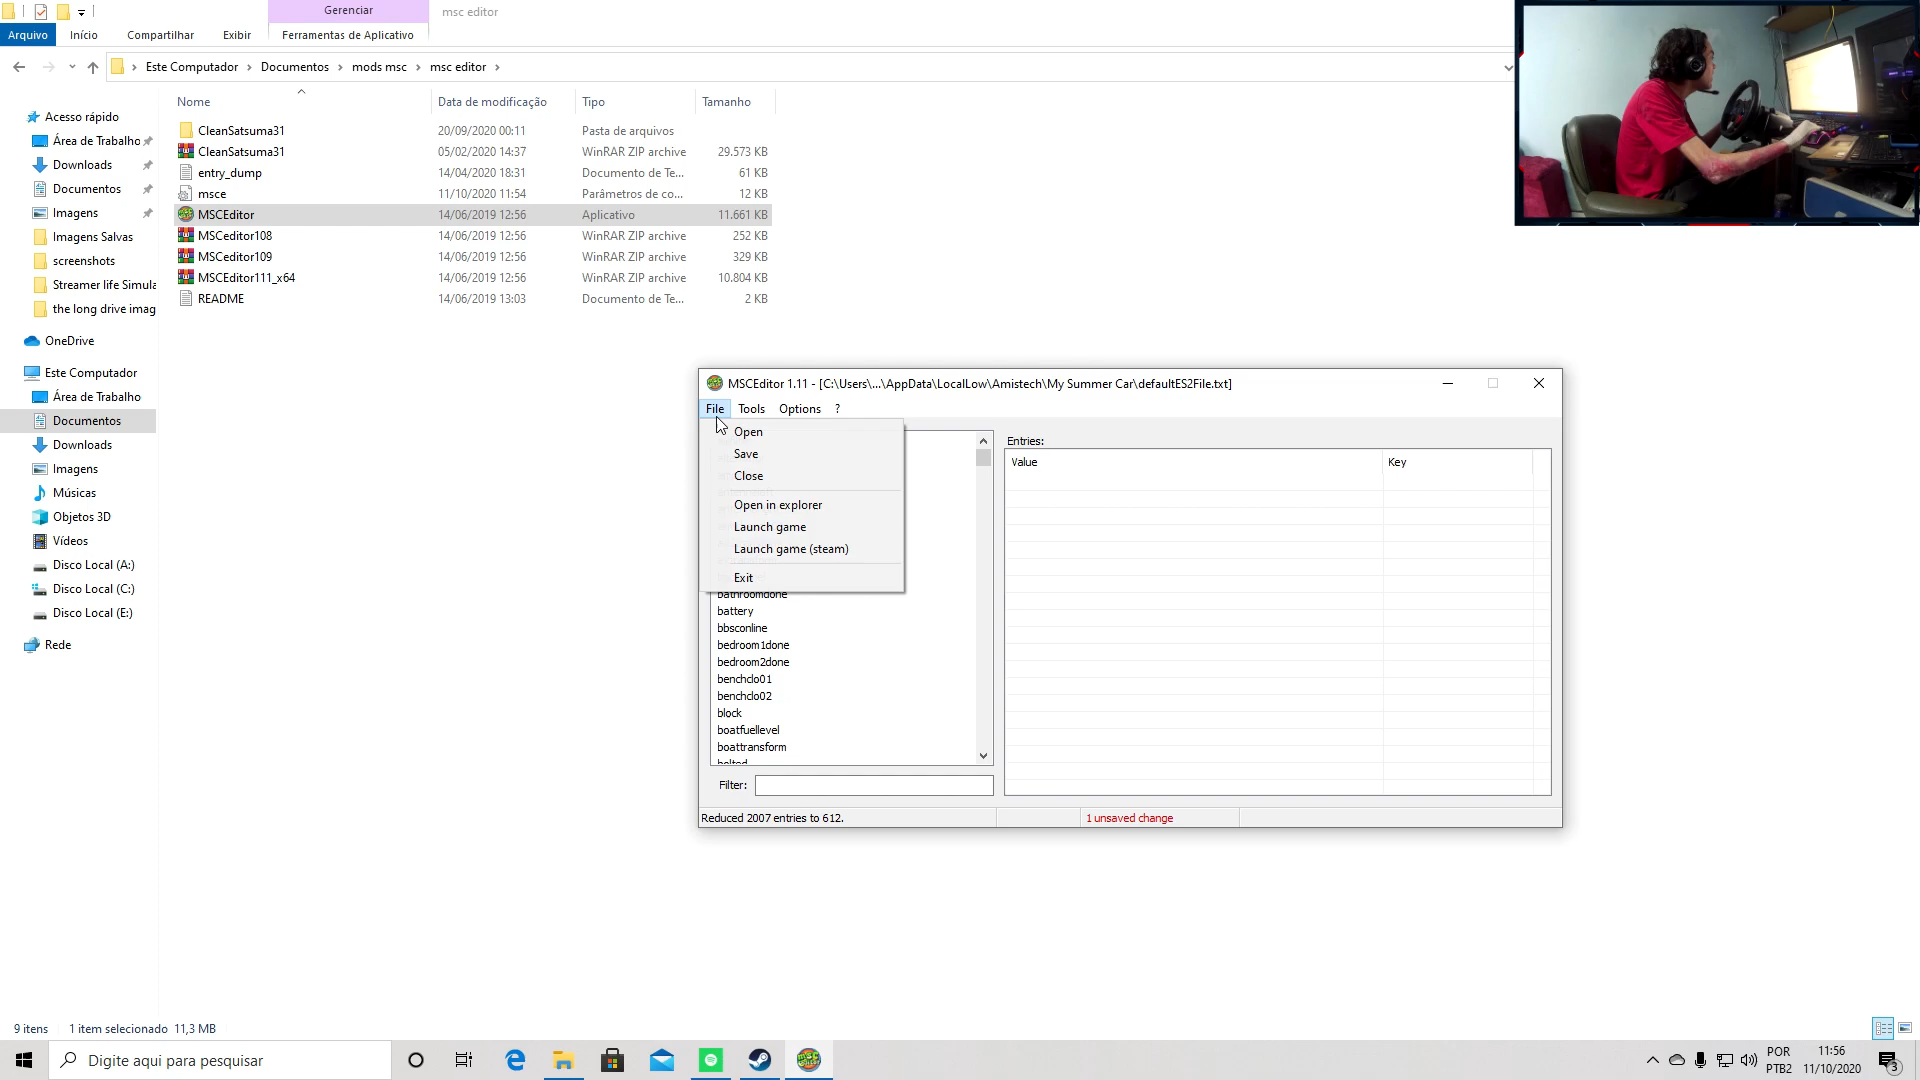 Gerenciar
msc editor
Arquivo
Início
Compartilhar
Exibir
Ferramentas de Aplicativo
Este Computador
Documentos
mods msc
msc editor
Nome
Data de modificação
Tipo
Tamanho
Acesso rápido
Área de Trabalho
Downloads
Documentos
Imagens
Imagens Salvas
screenshots
Streamer life Simula
the long drive imag
OneDrive
Este Computador
Área de Trabalho
Documentos
Downloads
Imagens
Músicas
Objetos 3D
Vídeos
Disco Local (A:)
Disco Local (C:)
Disco Local (E:)
Rede
CleanSatsuma31 20/09/2020 00:11 Pasta de arquivos
CleanSatsuma31 05/02/2020 14:37 WinRAR ZIP archive 29.573 KB
entry_dump 14/04/2020 18:31 Documento de Te... 61 KB
msce 11/10/2020 11:54 Parâmetros de co... 12 KB
MSCEditor 14/06/2019 12:56 Aplicativo 11.661 KB
MSCeditor108 14/06/2019 12:56 WinRAR ZIP archive 252 KB
MSCeditor109 14/06/2019 12:56 WinRAR ZIP archive 329 KB
MSCEditor111_x64 14/06/2019 12:56 WinRAR ZIP archive 10.804 KB
README 14/06/2019 13:03 Documento de Te... 2 KB
MSCEditor 1.11 - [C:\Users\...\AppData\LocalLow\Amistech\My Summer Car\defaultES2File.txt]
File Tools Options ?
Open
Save
Close
Open in explorer
Launch game
Launch game (steam)
Exit
bathroomdone
battery
bbsconline
bedroom1done
bedroom2done
benchclo01
benchclo02
block
boatfuellevel
boattransform
bolted
Filter:
Entries:
Value Key
Reduced 2007 entries to 612.
1 unsaved change
9 itens 1 item selecionado 11,3 MB
Digite aqui para pesquisar
POR
PTB2
11:56
11/10/2020
3